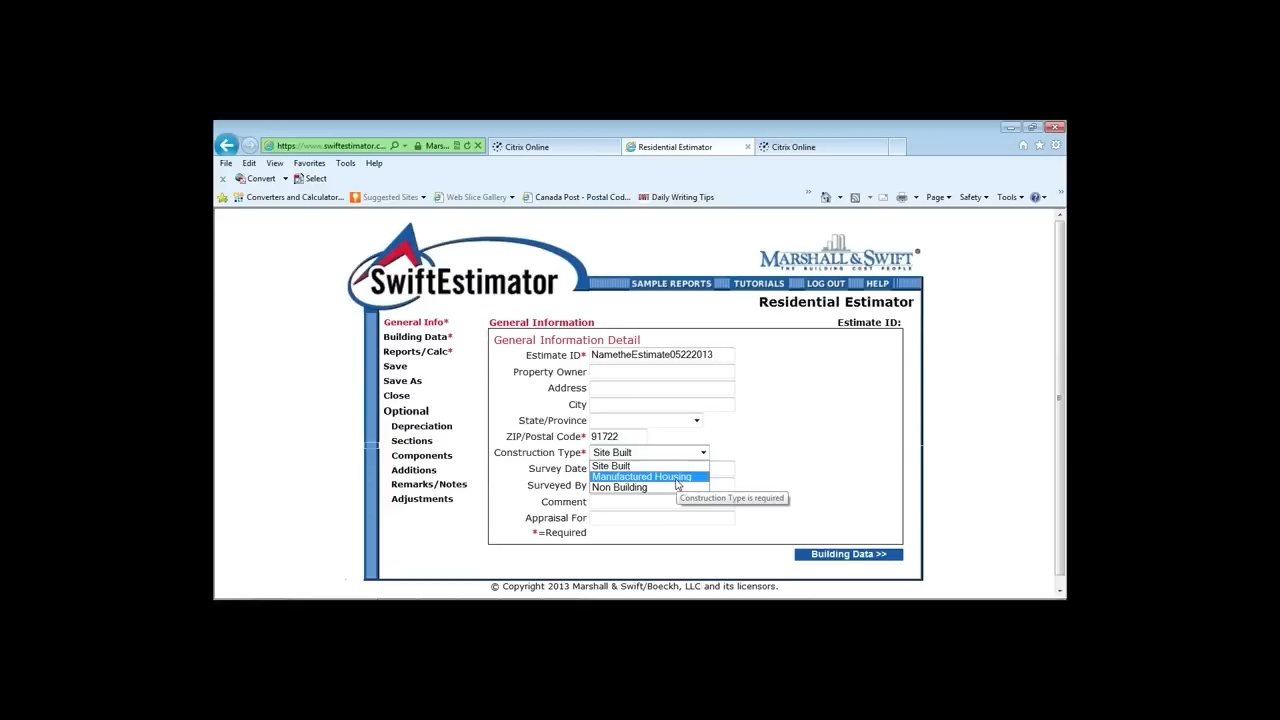 https://www.swiftestimator.c... Mars... Citrix Online Residential Estimator Citrix Online
File Edit View Favorites Tools Help
Convert Select
Converters and Calculator... Suggested Sites Web Slice Gallery Canada Post - Postal Cod... Daily Writing Tips Page Safety Tools
SwiftEstimator
MARSHALL & SWIFT®
THE BUILDING COST PEOPLE
SAMPLE REPORTS TUTORIALS LOG OUT HELP
Residential Estimator
General Info* General Information Estimate ID:
Building Data*
Reports/Calc*
Save
Save As
Close
Optional
Depreciation
Sections
Components
Additions
Remarks/Notes
Adjustments
General Information Detail
Estimate ID* NametheEstimate05222013
Property Owner
Address
City
State/Province
ZIP/Postal Code* 91722
Construction Type* Site Built
Site Built
Manufactured Housing
Non Building
Construction Type is required
Survey Date
Surveyed By
Comment
Appraisal For
*=Required
Building Data >>
© Copyright 2013 Marshall & Swift/Boeckh, LLC and its licensors.